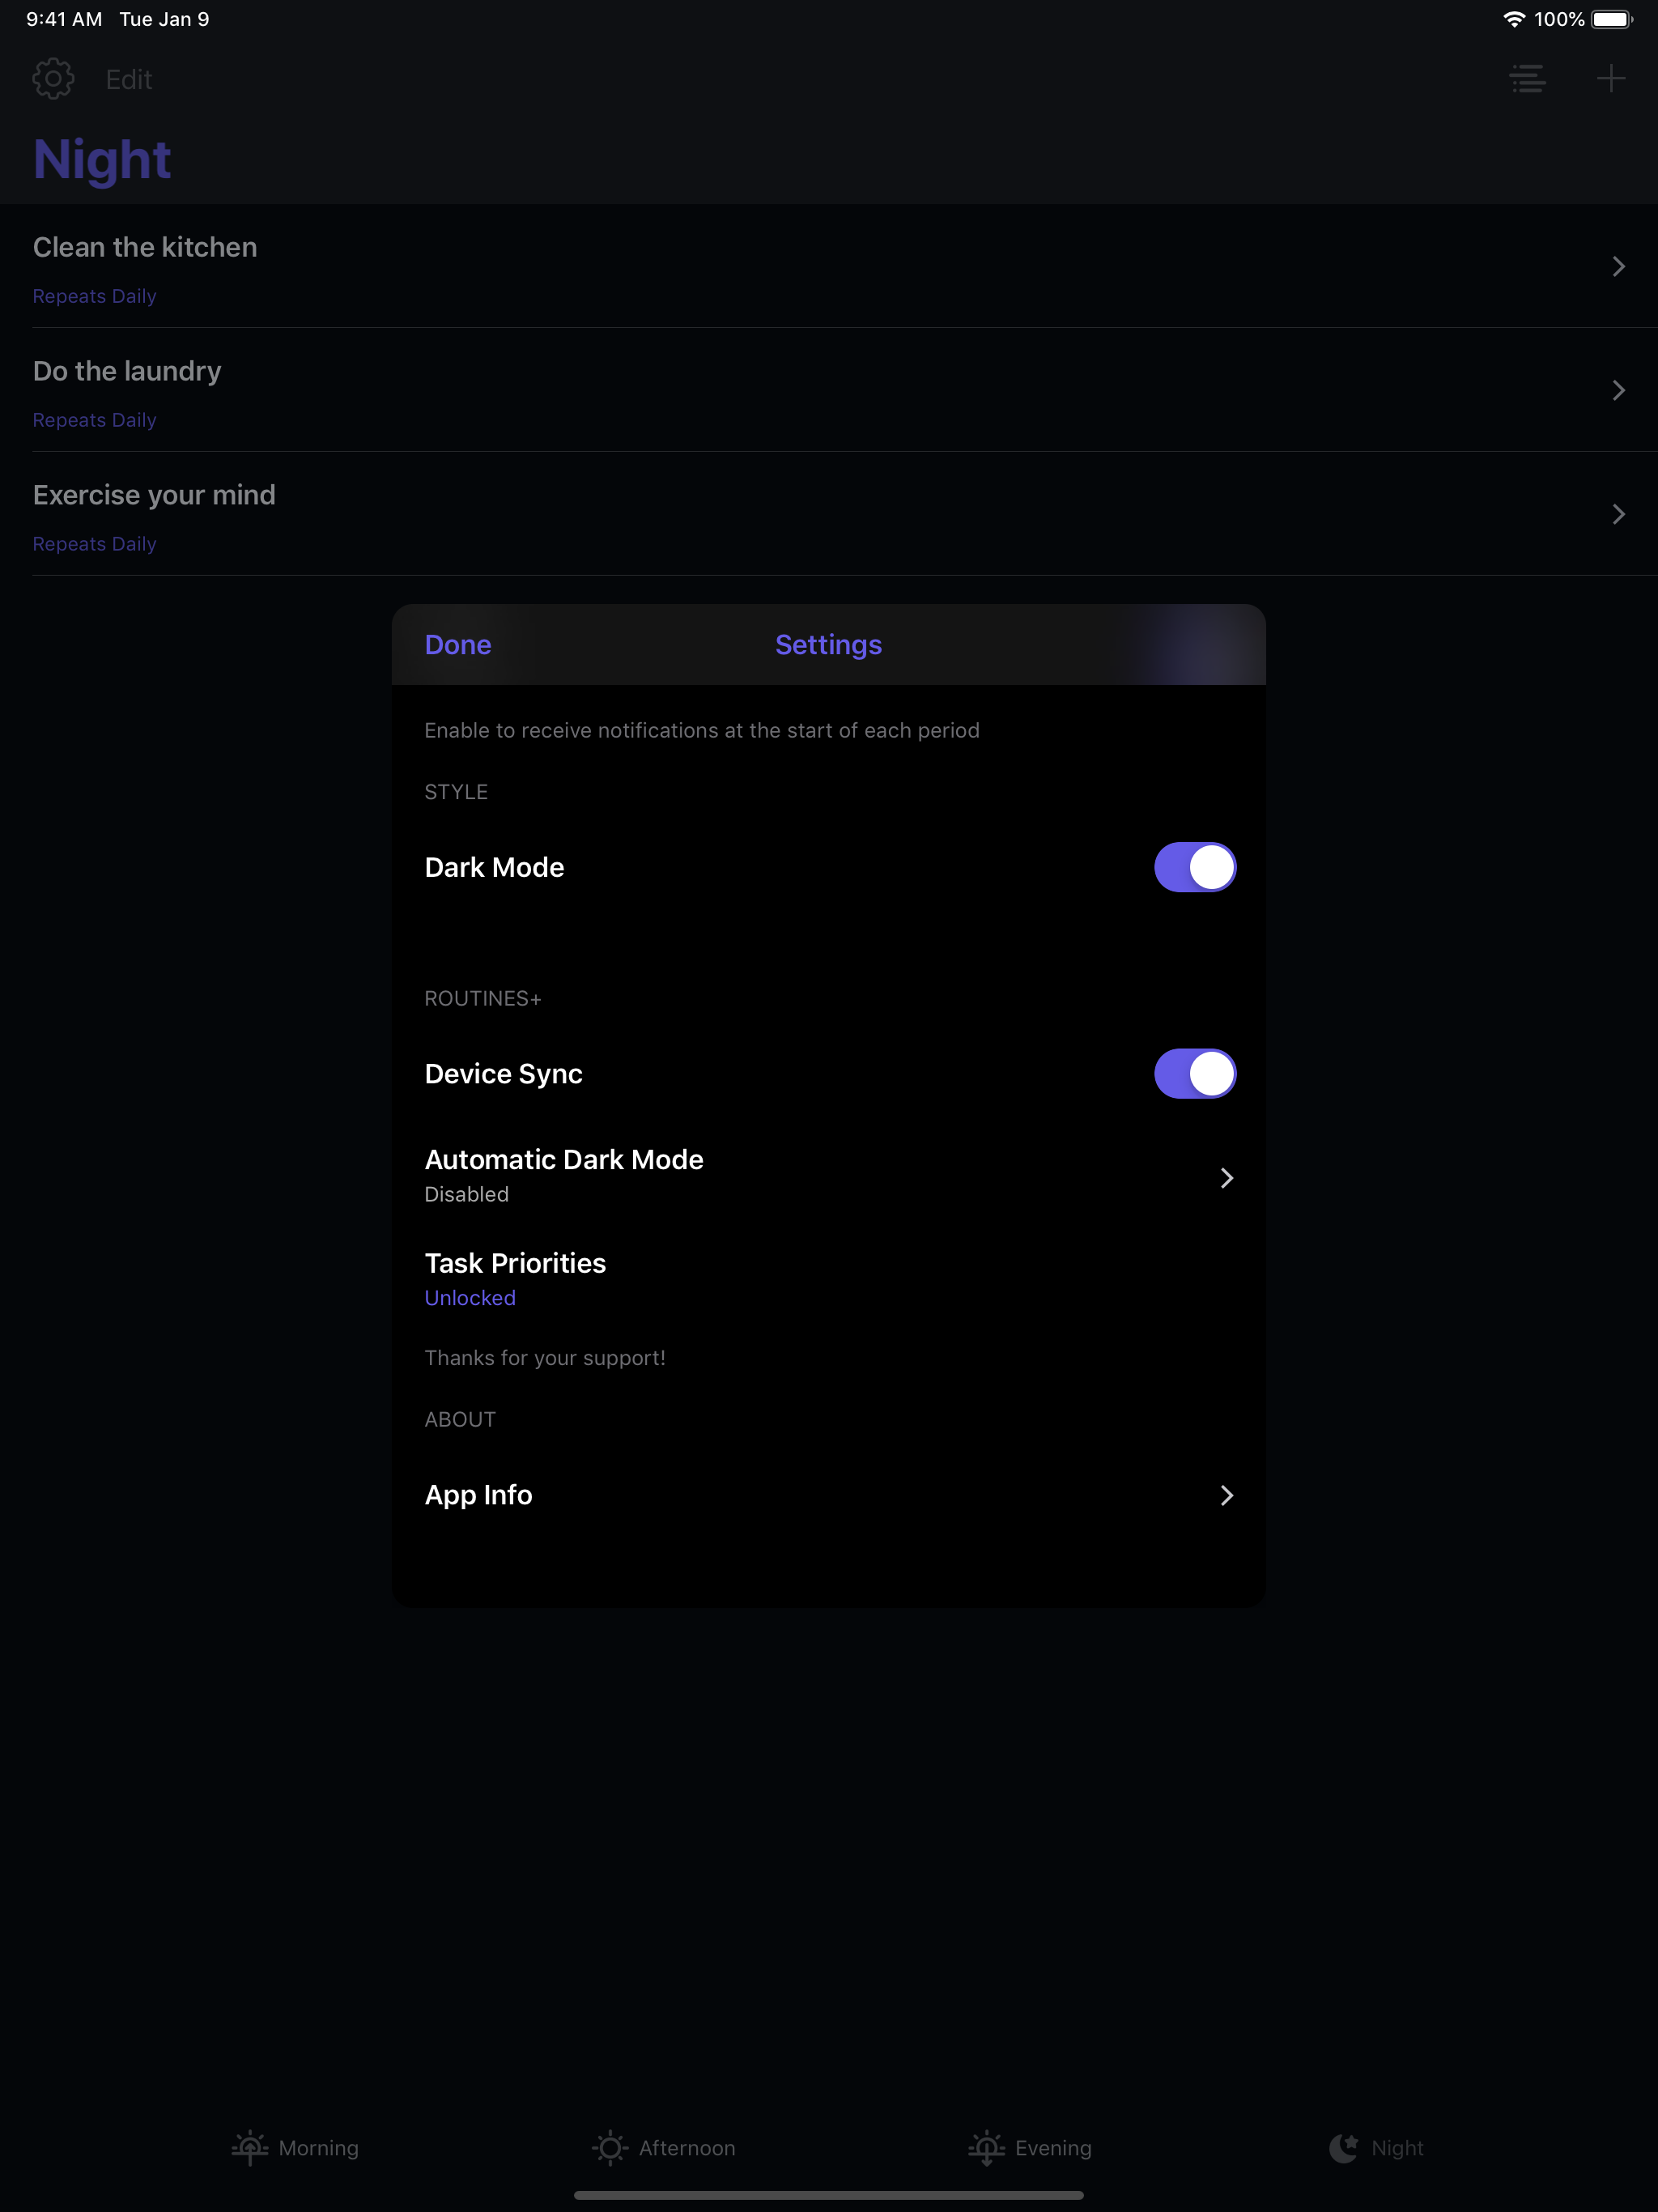 9:41 AM Tue Jan 9 100%
Edit
Night
Clean the kitchen
Repeats Daily
Do the laundry
Repeats Daily
Exercise your mind
Repeats Daily
Done Settings
Enable to receive notifications at the start of each period
STYLE
Dark Mode
ROUTINES+
Device Sync
Automatic Dark Mode
Disabled
Task Priorities
Unlocked
Thanks for your support!
ABOUT
App Info
Morning Afternoon Evening Night